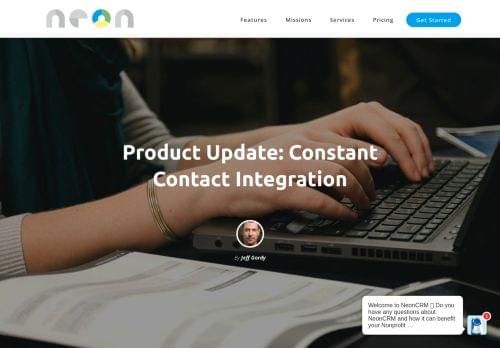 neon
Features
Missions
Services
Pricing
Get Started
Product Update: Constant
Contact Integration
By Jeff Gordy
Welcome to NeonCRM ▯ Do you
have any questions about
NeonCRM and how it can benefit
your Nonprofit ...
1